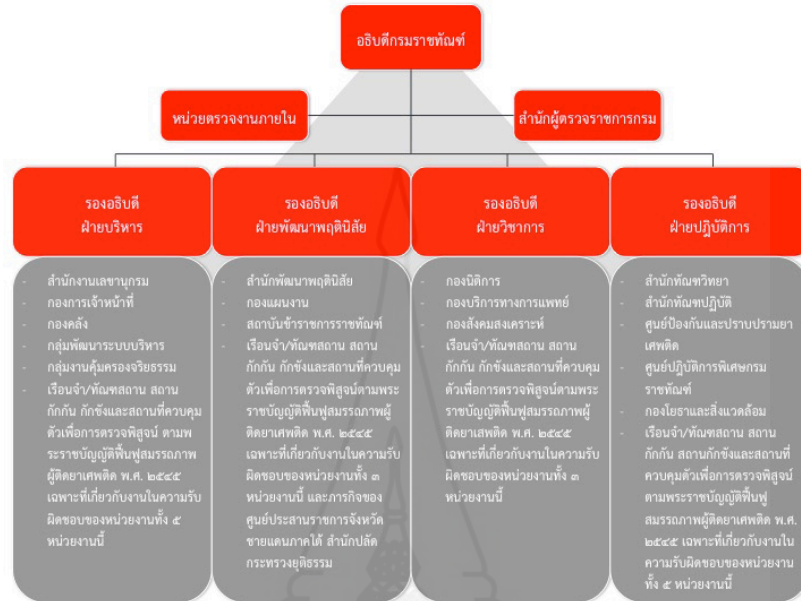 อธิบดีกรมราชทัณฑ์
หน่วยตรวจงานภายใน
สำนักผู้ตรวจราชการกรม
รองอธิบดี
ฝ่ายบริหาร
- สำนักงานเลขานุกรม
- กองการเจ้าหน้าที่
- กองคลัง
- กลุ่มพัฒนาระบบบริหาร
- กลุ่มงานคุ้มครองจริยธรรม
- เรือนจำ/ทัณฑสถาน สถาน
กักกัน กักขังและสถานที่ควบคุม
ตัวเพื่อการตรวจพิสูจน์ ตามพ
ระราชบัญญัติฟื้นฟูสมรรถภาพ
ผู้ติดยาเศพติด พ.ศ. ๒๕๔๕
เฉพาะที่เกี่ยวกับงานในความรับ
ผิดชอบของหน่วยงานทั้ง ๕
หน่วยงานนี้
รองอธิบดี
ฝ่ายพัฒนาพฤตินิสัย
- สำนักพัฒนาพฤตินิสัย
- กองแผนงาน
- สถาบันข้าราชการราชทัณฑ์
- เรือนจำ/ทัณฑสถาน สถาน
กักกัน กักขังและสถานที่ควบคุม
ตัวเพื่อการตรวจพิสูจน์ตามพระ
ราชบัญญัติฟื้นฟูสมรรถภาพผู้
ติดยาเศพติด พ.ศ. ๒๕๔๕
เฉพาะที่เกี่ยวกับงานในความรับ
ผิดชอบของหน่วยงานทั้ง ๓
หน่วยงานนี้ และภารกิจของ
ศูนย์ประสานราชการจังหวัด
ชายแดนภาคใต้ สำนักปลัด
กระทรวงยุติธรรม
รองอธิบดี
ฝ่ายวิชาการ
- กองนิติการ
- กองบริการทางการแพทย์
- กองสังคมสงเคราะห์
- เรือนจำ/ทัณฑสถาน สถาน
กักกัน กักขังและสถานที่ควบคุม
ตัวเพื่อการตรวจพิสูจน์ตามพระ
ราชบัญญัติฟื้นฟูสมรรถภาพผู้
ติดยาเสพติด พ.ศ. ๒๕๔๕
เฉพาะที่เกี่ยวกับงานในความรับ
ผิดชอบของหน่วยงานทั้ง ๓
หน่วยงานนี้
รองอธิบดี
ฝ่ายปฏิบัติการ
- สำนักทัณฑวิทยา
- สำนักทัณฑปฏิบัติ
- ศูนย์ป้องกันและปราบปรามยา
เศพติด
- ศูนย์ปฏิบัติการพิเศษกรม
ราชทัณฑ์
- กองโยธาและสิ่งแวดล้อม
- เรือนจำ/ทัณฑสถาน สถาน
กักกัน สถานกักขังและสถานที่
ควบคุมตัวเพื่อการตรวจพิสูจน์
ตามพระราชบัญญัติฟื้นฟู
สมรรถภาพผู้ติดยาเศพติด พ.ศ.
๒๕๔๕ เฉพาะที่เกี่ยวกับงานใน
ความรับผิดชอบของหน่วยงาน
ทั้ง ๕ หน่วยงานนี้